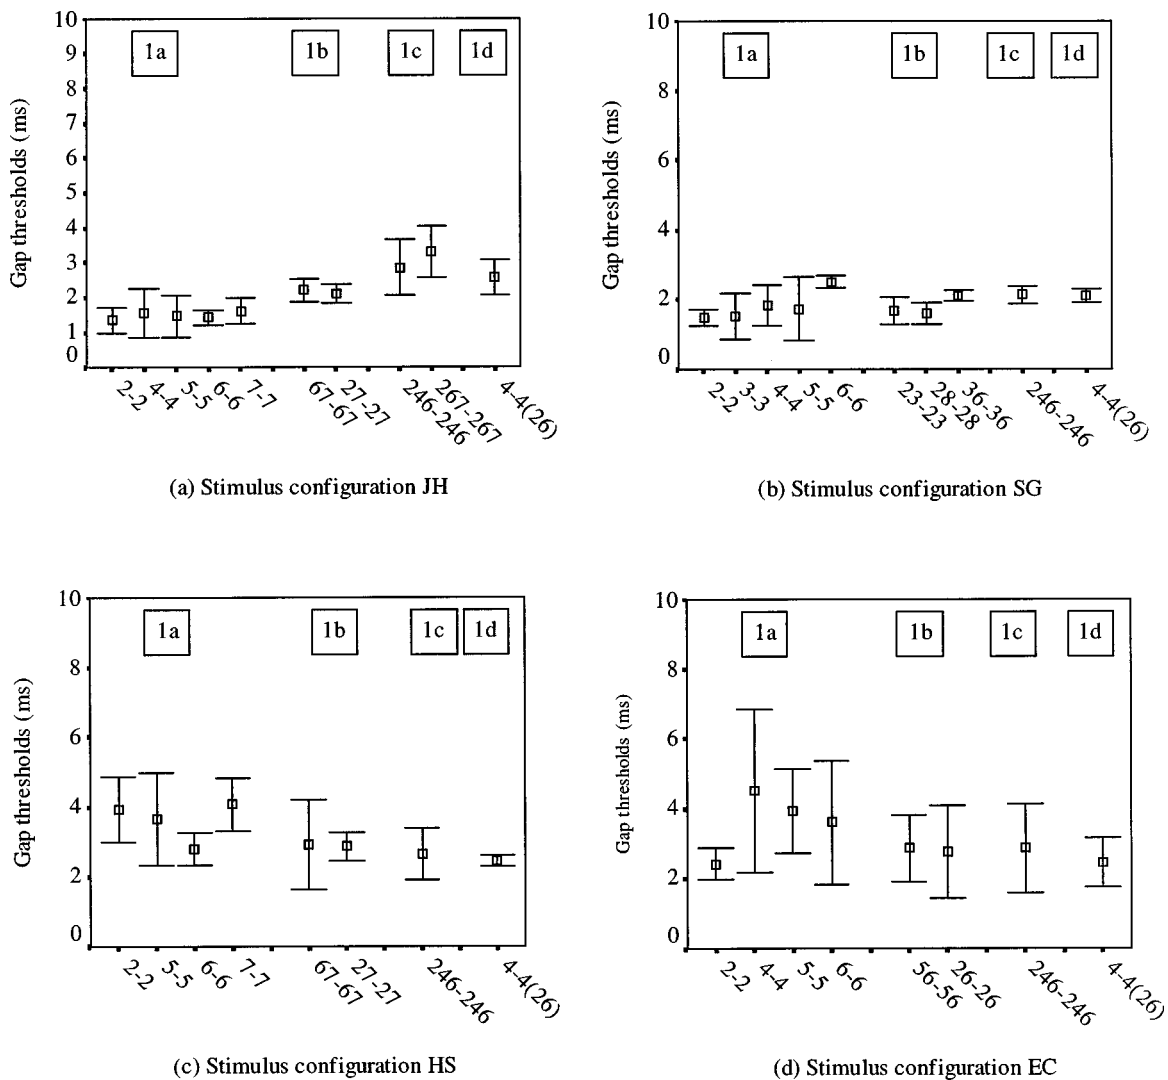 10
9
8
7
6
5
4
3
2
1
0
Gap thresholds (ms)
1a
1b
1c
1d
2-2
4-4
5-5
6-6
7-7
67-67
27-27
246-246
267-267
4-4(26)
(a) Stimulus configuration JH
10
8
6
4
2
0
Gap thresholds (ms)
1a
1b
1c
1d
2-2
3-3
4-4
5-5
6-6
23-23
28-28
36-36
246-246
4-4(26)
(b) Stimulus configuration SG
10
8
6
4
2
0
Gap thresholds (ms)
1a
1b
1c
1d
2-2
5-5
6-6
7-7
67-67
27-27
246-246
4-4(26)
(c) Stimulus configuration HS
10
8
6
4
2
0
Gap thresholds (ms)
1a
1b
1c
1d
2-2
4-4
5-5
6-6
56-56
26-26
246-246
4-4(26)
(d) Stimulus configuration EC